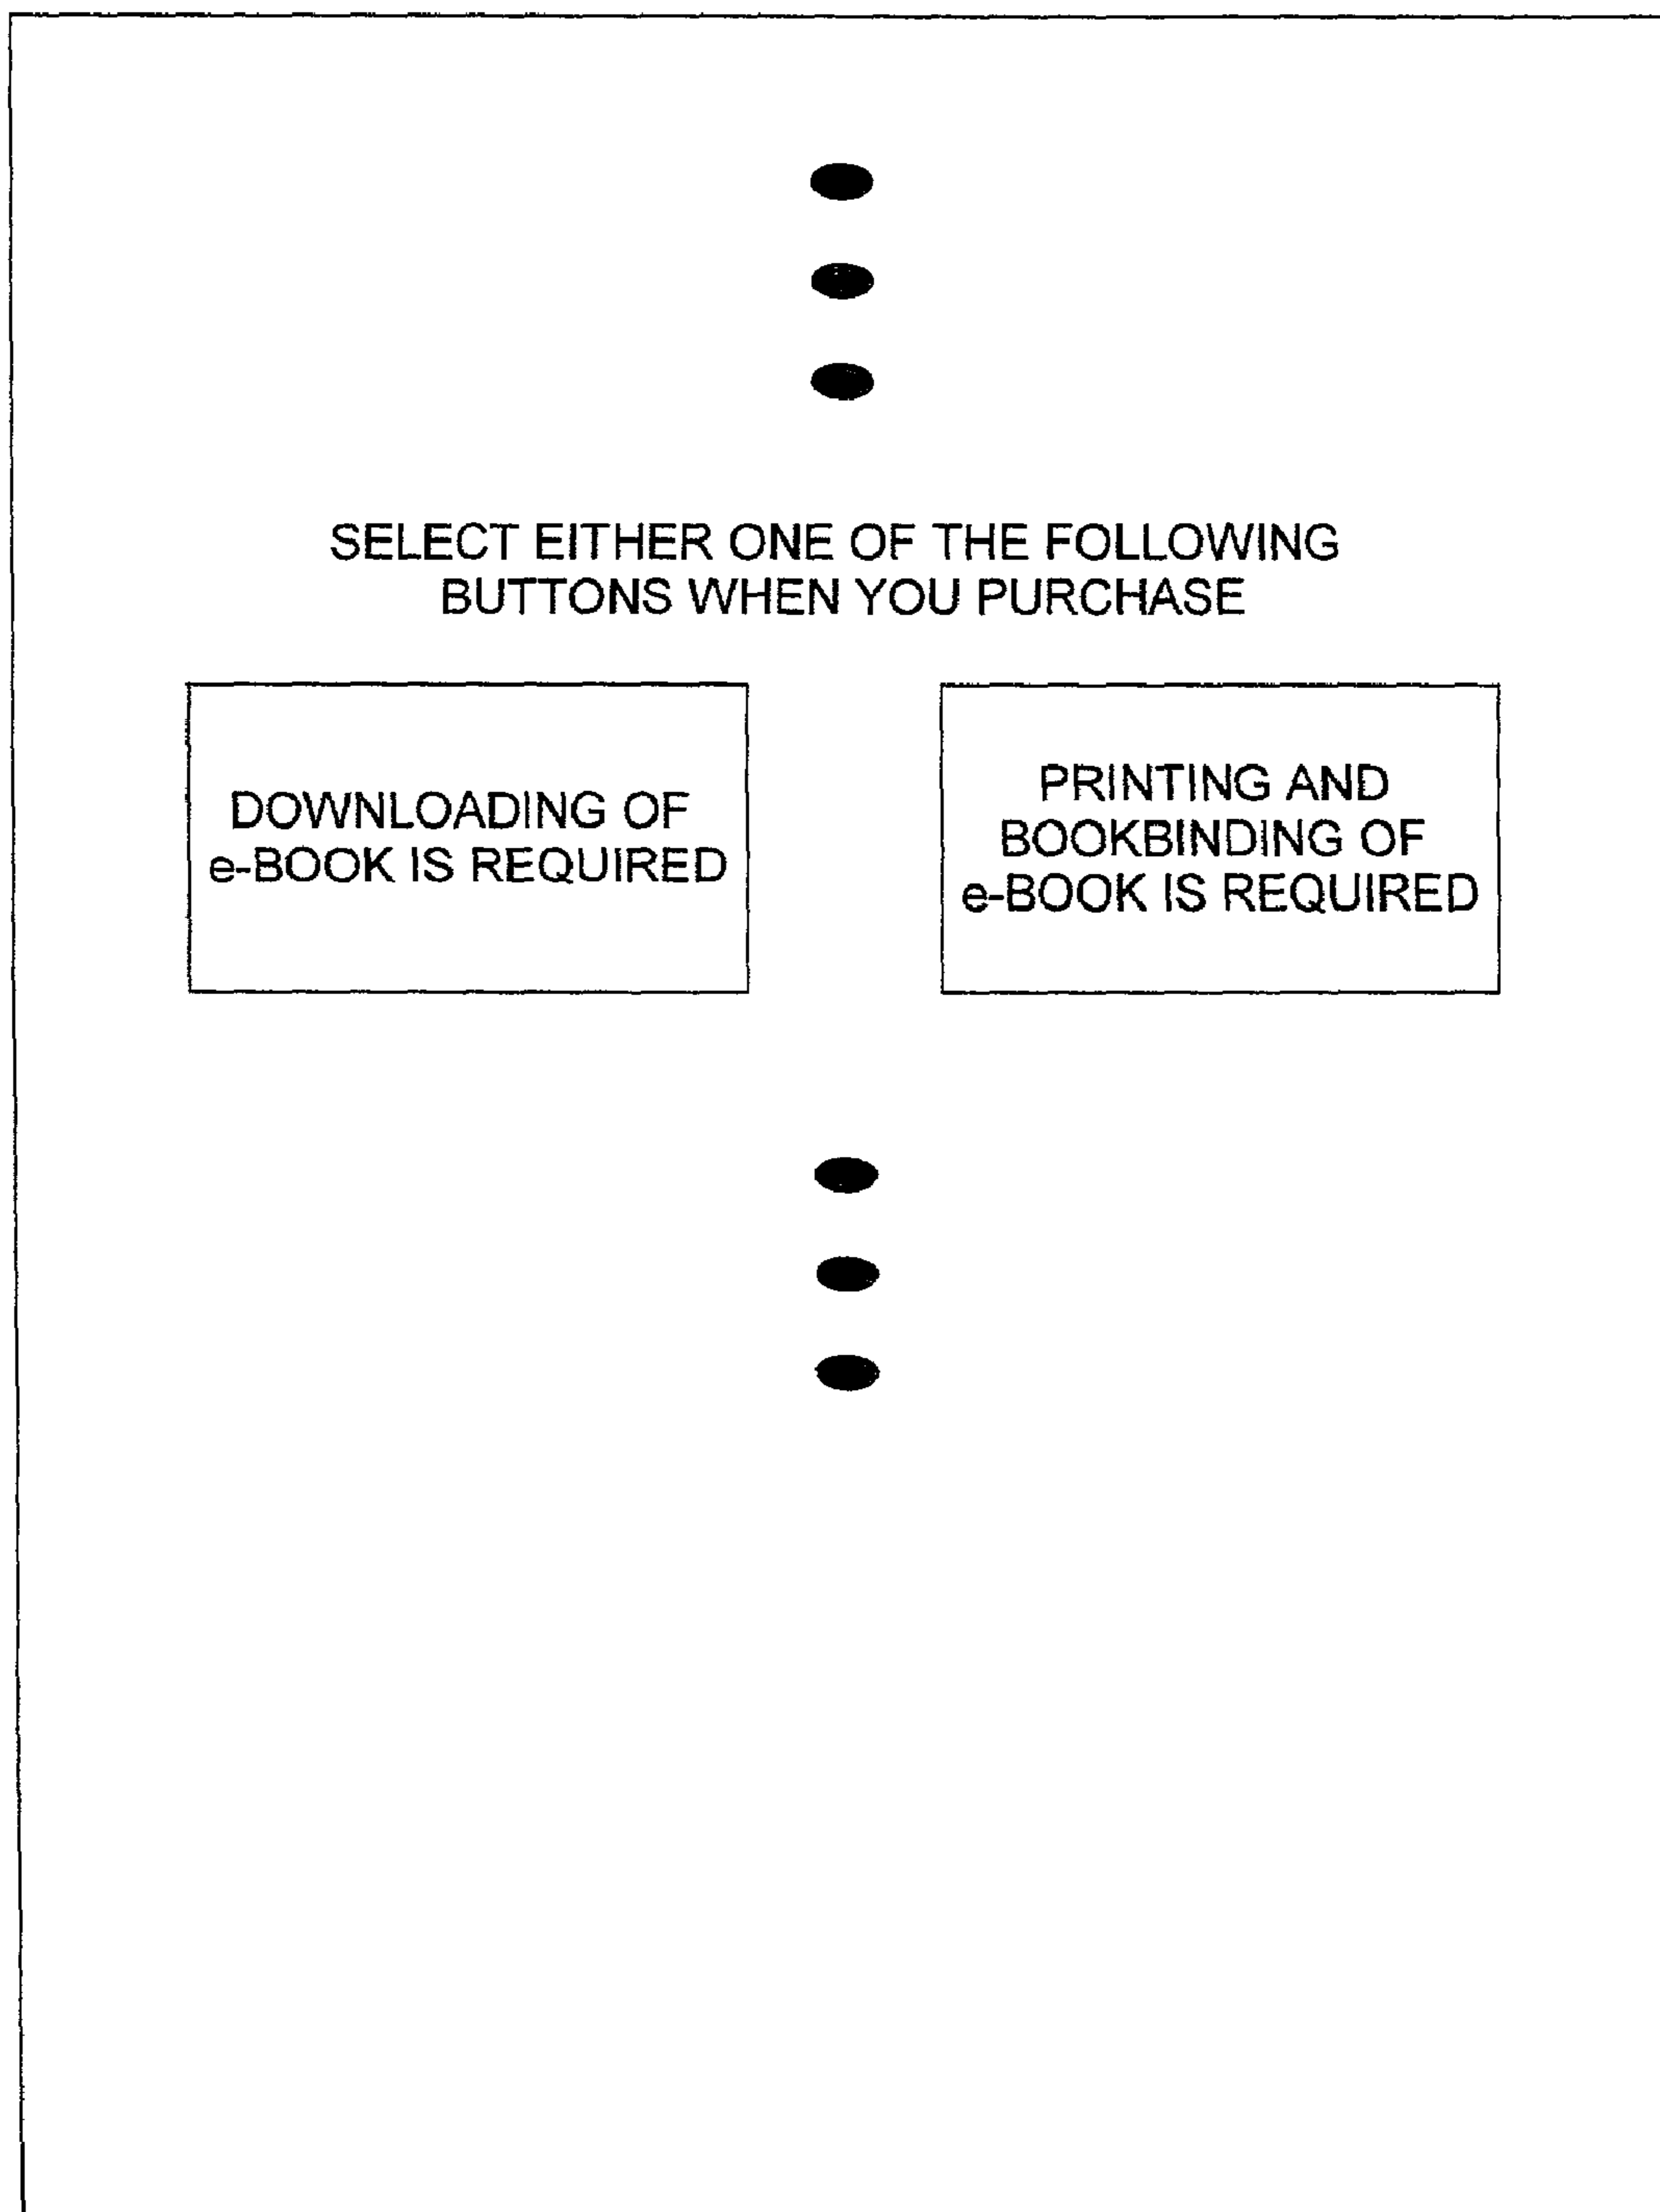 SELECT EITHER ONE OF THE FOLLOWING
BUTTONS WHEN YOU PURCHASE
DOWNLOADING OF
e-BOOK IS REQUIRED
PRINTING AND
BOOKBINDING OF
e-BOOK IS REQUIRED